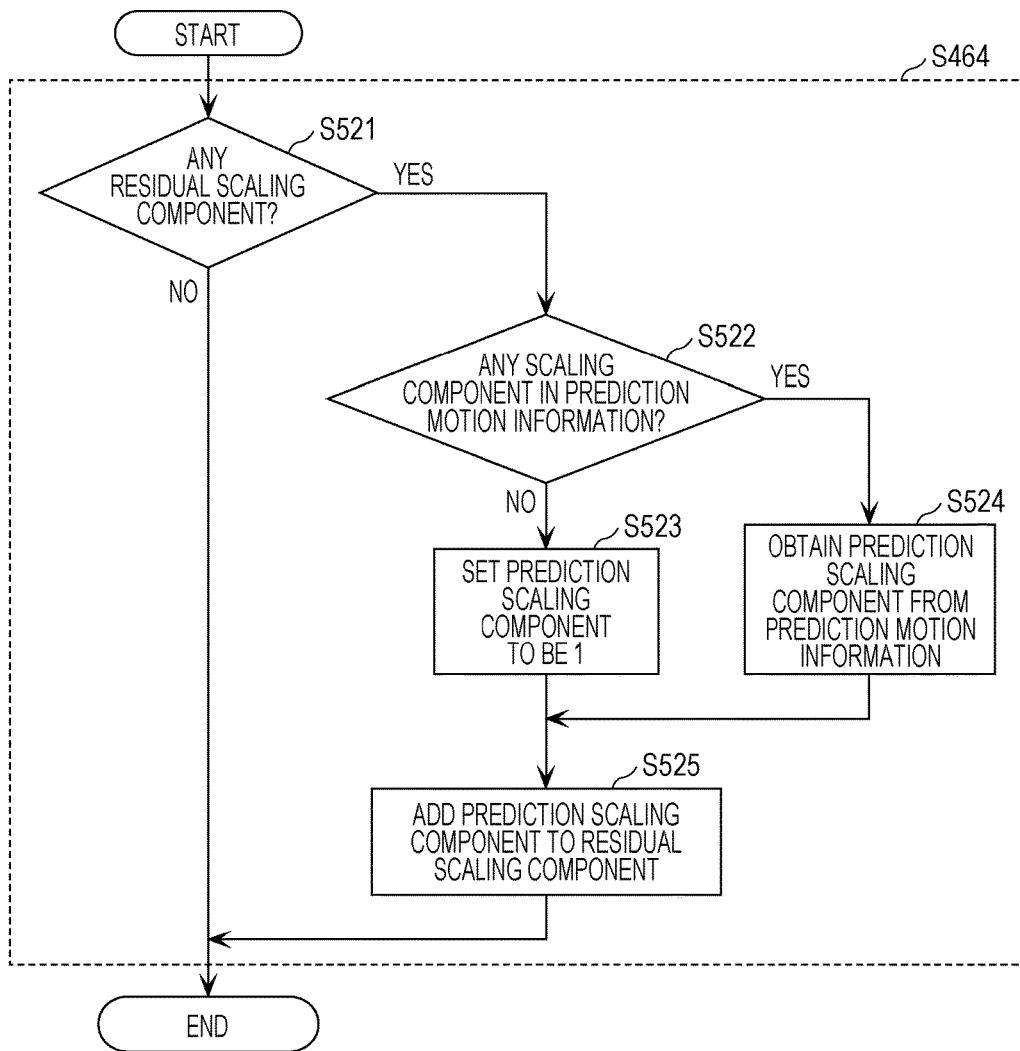 START
S464
S521
ANY
RESIDUAL SCALING
COMPONENT?
YES
NO
S522
ANY SCALING
COMPONENT IN PREDICTION
MOTION INFORMATION?
YES
NO
S523
SET PREDICTION
SCALING
COMPONENT
TO BE 1
S524
OBTAIN PREDICTION
SCALING
COMPONENT FROM
PREDICTION MOTION
INFORMATION
S525
ADD PREDICTION SCALING
COMPONENT TO RESIDUAL
SCALING COMPONENT
END